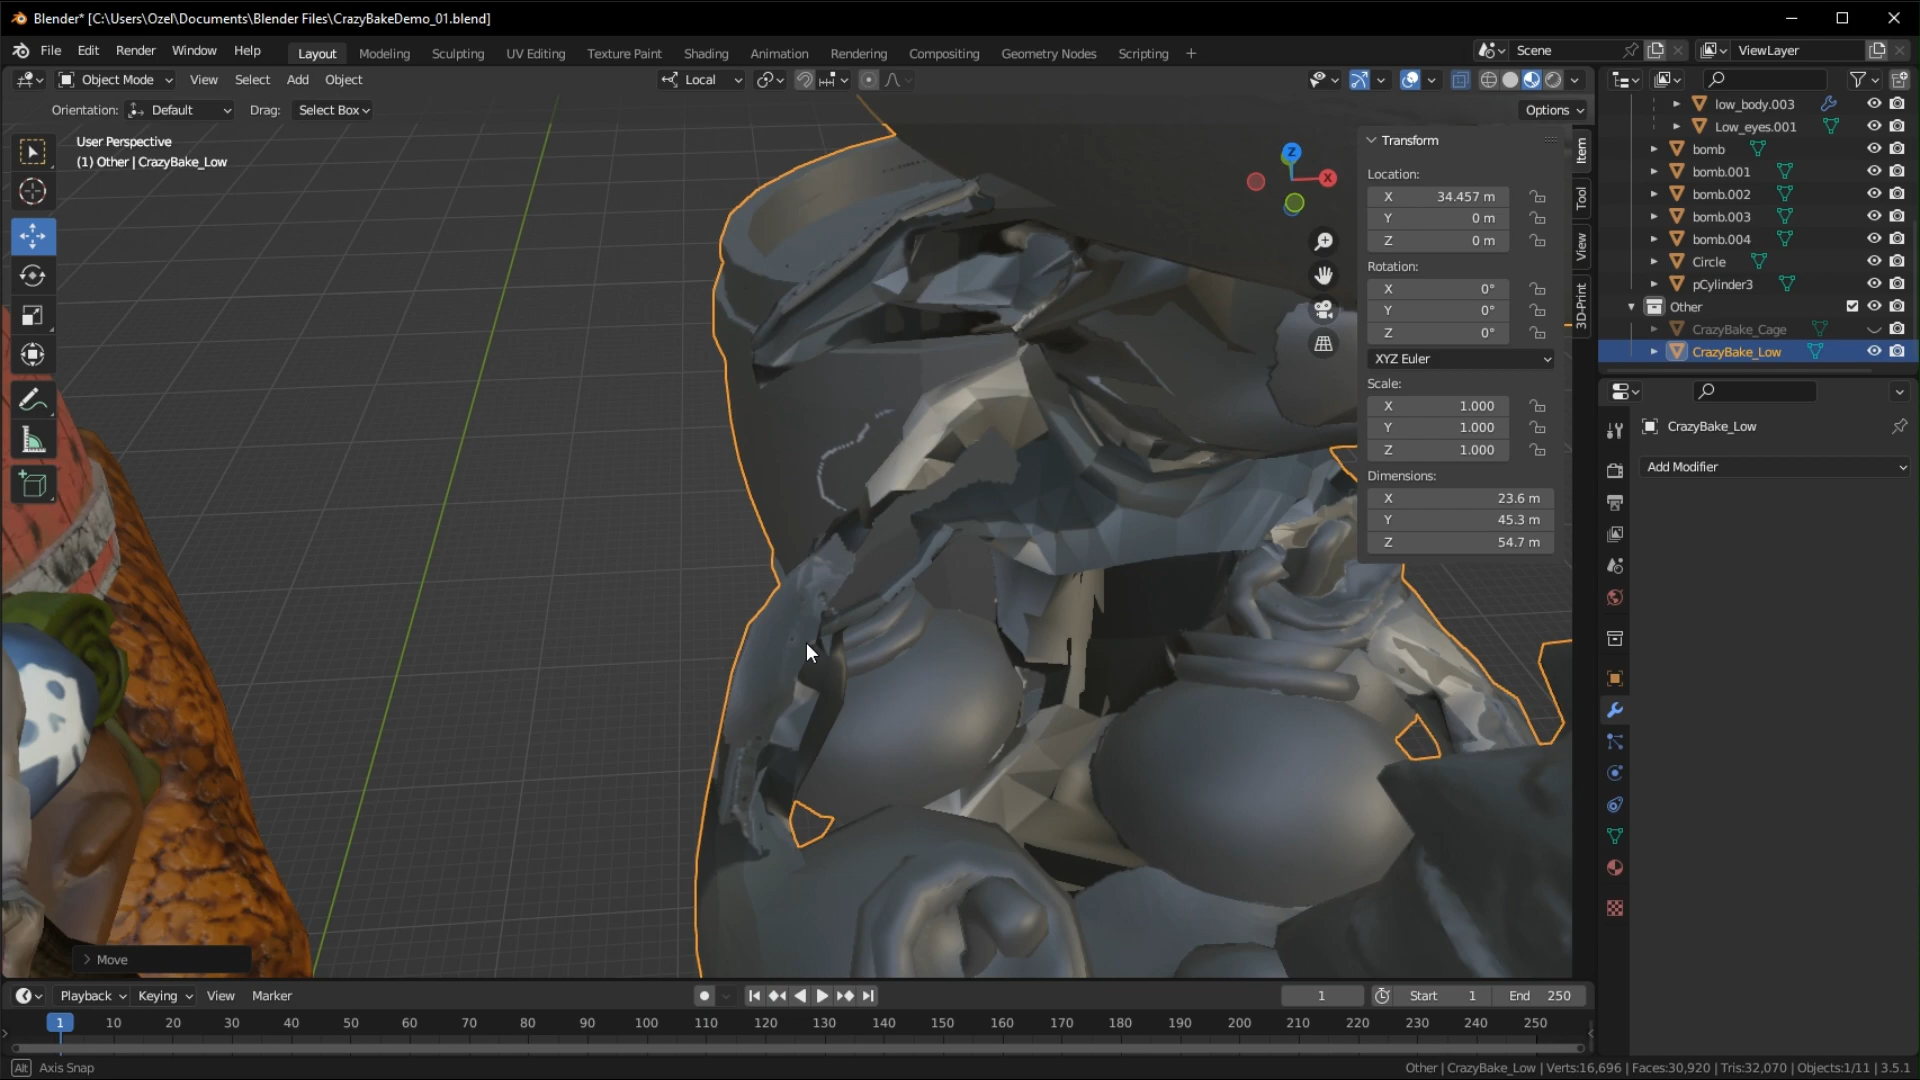 Blender* [C:\Users\Ozel\Documents\Blender Files\CrazyBakeDemo_01.blend]
File Edit Render Window Help Layout Modeling Sculpting UV Editing Texture Paint Shading Animation Rendering Compositing Geometry Nodes Scripting + Scene ViewLayer
Object Mode View Select Add Object Local
Orientation: Default Drag: Select Box Options
User Perspective
(1) Other | CrazyBake_Low
Z
X
Transform
Location:
X 34.457 m
Y 0 m
Z 0 m
Rotation:
X 0°
Y 0°
Z 0°
XYZ Euler
Scale:
X 1.000
Y 1.000
Z 1.000
Dimensions:
X 23.6 m
Y 45.3 m
Z 54.7 m
Item
Tool
View
3D-Print
low_body.003
Low_eyes.001
bomb
bomb.001
bomb.002
bomb.003
bomb.004
Circle
pCylinder3
Other
CrazyBake_Cage
CrazyBake_Low
CrazyBake_Low
Add Modifier
Move
Playback Keying View Marker 1 Start 1 End 250
1 10 20 30 40 50 60 70 80 90 100 110 120 130 140 150 160 170 180 190 200 210 220 230 240 250
Alt Axis Snap
Other | CrazyBake_Low | Verts:16,696 | Faces:30,920 | Tris:32,070 | Objects:1/11 | 3.5.1